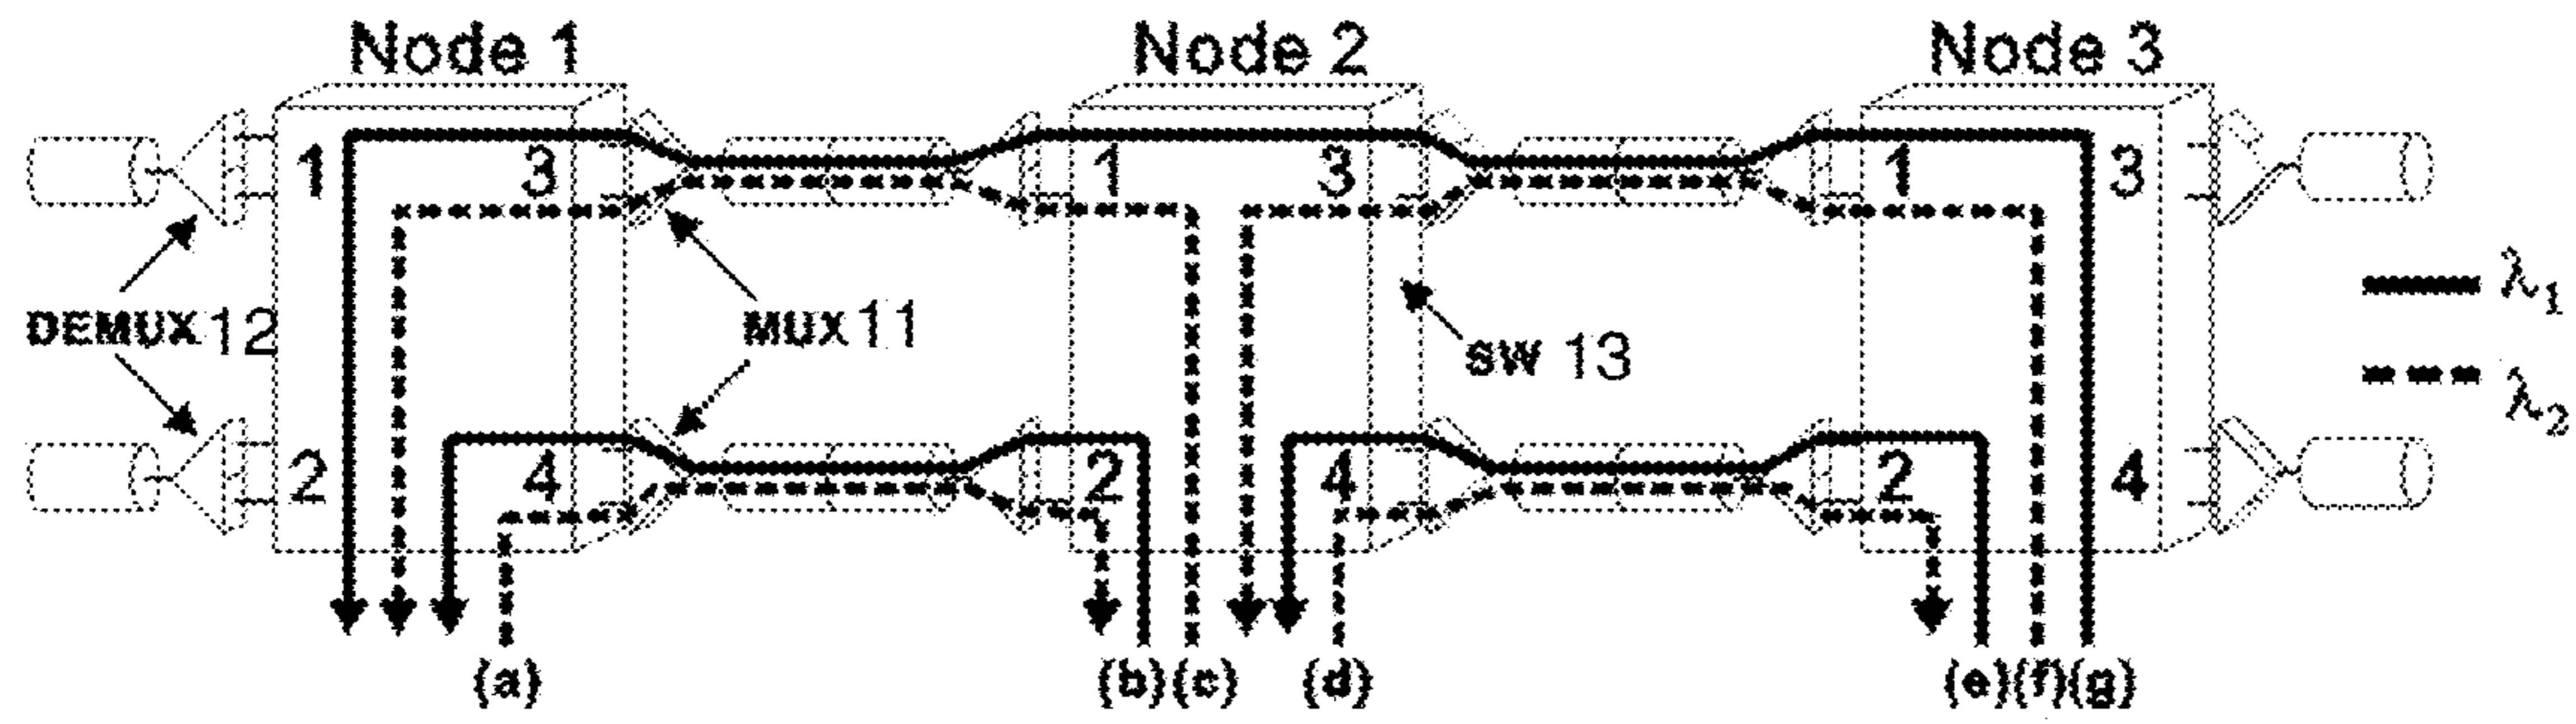 Node 1 Node 2 Node 3
1 3 1 3 1 3
DEMUX 12 MUX 11 SW 13 λ1
λ2
2 4 2 4 2 4
(a) (b) (c) (d) (e) (f) (g)